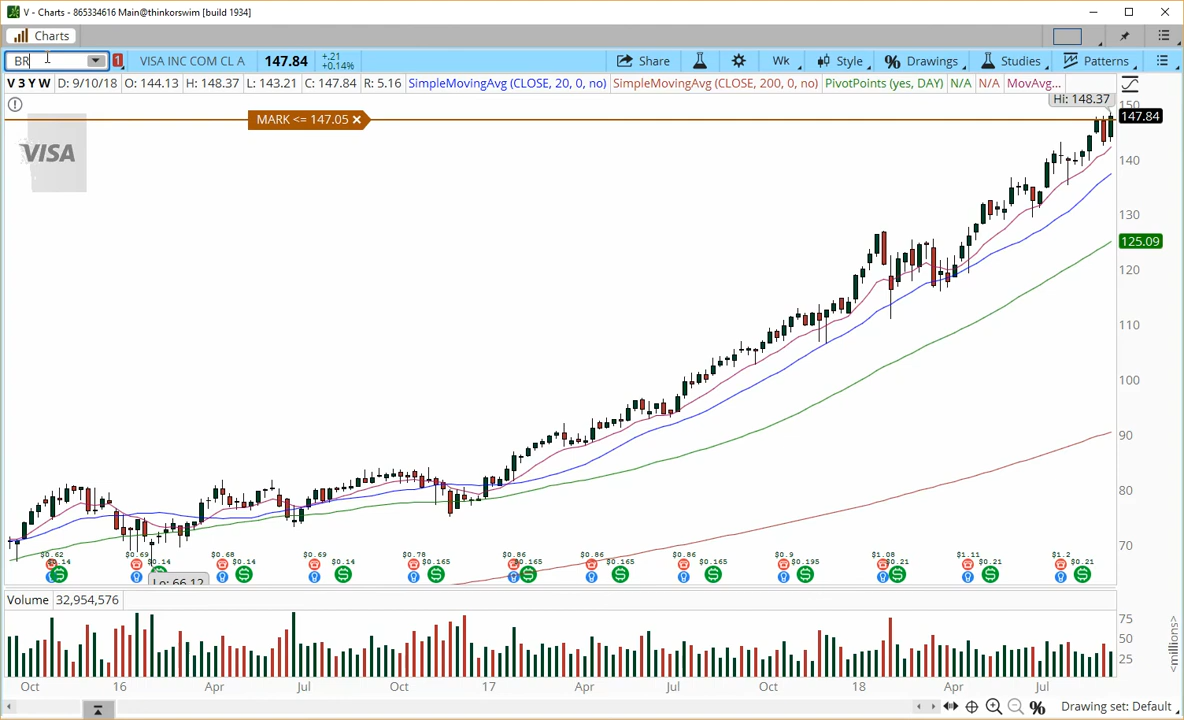 V - Charts - 865334616 Main@thinkorswim [build 1934]
Charts
BR 1 VISA INC COM CL A 147.84 +.21 +0.14% Share Wk Style Drawings Studies Patterns
V 3 Y W D: 9/10/18 O: 144.13 H: 148.37 L: 143.21 C: 147.84 R: 5.16 SimpleMovingAvg (CLOSE, 20, 0, no) SimpleMovingAvg (CLOSE, 200, 0, no) PivotPoints (yes, DAY) N/A N/A MovAvg...
Hi: 148.37
150
MARK <= 147.05 ×
147.84
VISA
140
130
125.09
120
110
100
90
80
70
$0.62 $0.69 $0.68 $0.69 $0.78 $0.86 $0.86 $0.86 $0.9 $1.08 $1.11 $1.2
$0.14 $0.14 $0.14 $0.14 $0.165 $0.165 $0.165 $0.165 $0.195 $0.21 $0.21 $0.21
Lo: 66.12
Volume 32,954,576
75
50
25
<millions>
Oct 16 Apr Jul Oct 17 Apr Jul Oct 18 Apr Jul
Drawing set: Default